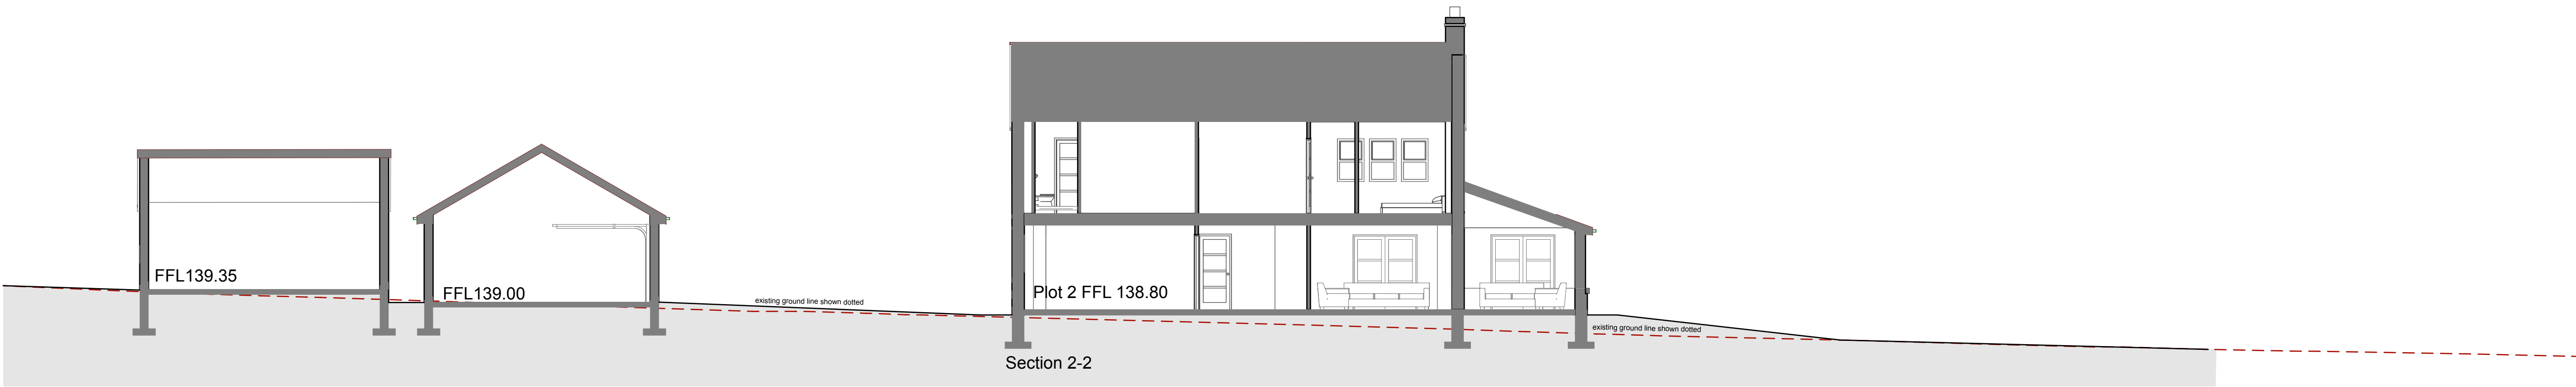 FFL139.35
FFL139.00
existing ground line shown dotted
Plot 2 FFL 138.80
existing ground line shown dotted
Section 2-2